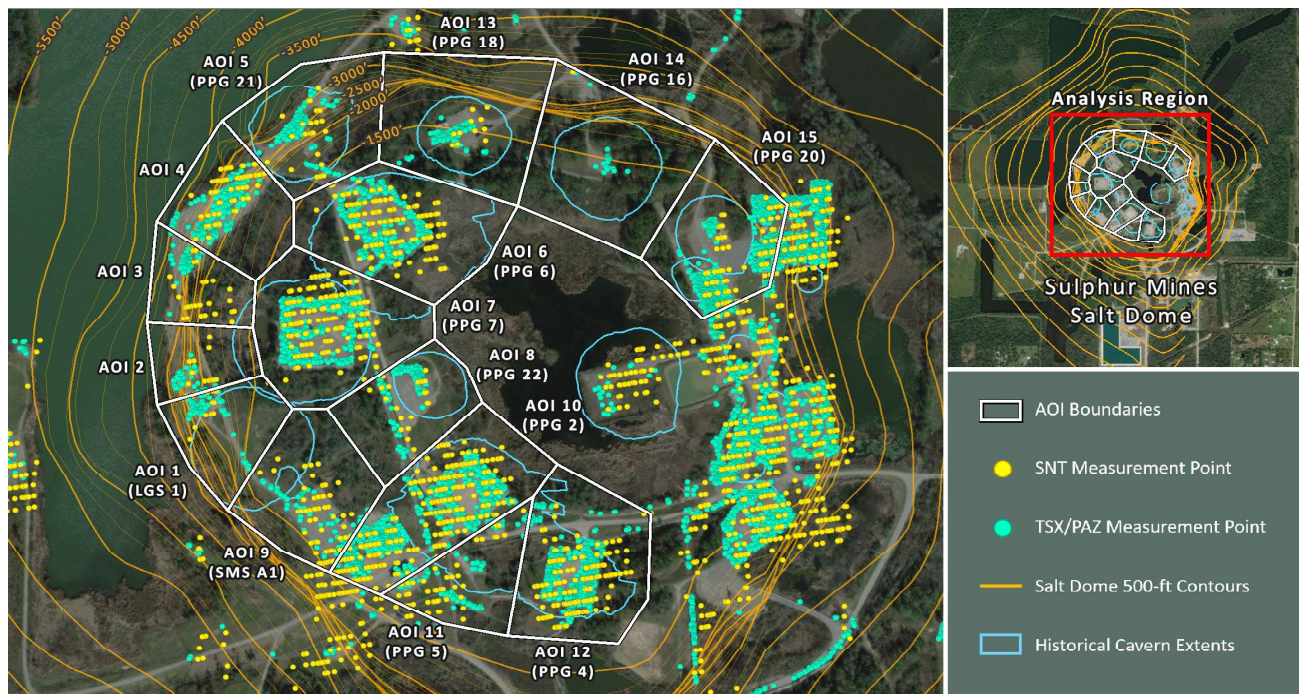 -5500'
-5000'
-4500'
-4000'
-3500'
-3000'
-2500'
-2000'
-1500'
AOI 13
(PPG 18)
AOI 14
(PPG 16)
AOI 5
(PPG 21)
AOI 15
(PPG 20)
AOI 4
AOI 6
(PPG 6)
AOI 3
AOI 7
(PPG 7)
AOI 2
AOI 8
(PPG 22)
AOI 10
(PPG 2)
AOI 1
(LGS 1)
AOI 9
(SMS A1)
AOI 11
(PPG 5)
AOI 12
(PPG 4)
Analysis Region
Sulphur Mines
Salt Dome
AOI Boundaries
SNT Measurement Point
TSX/PAZ Measurement Point
Salt Dome 500-ft Contours
Historical Cavern Extents